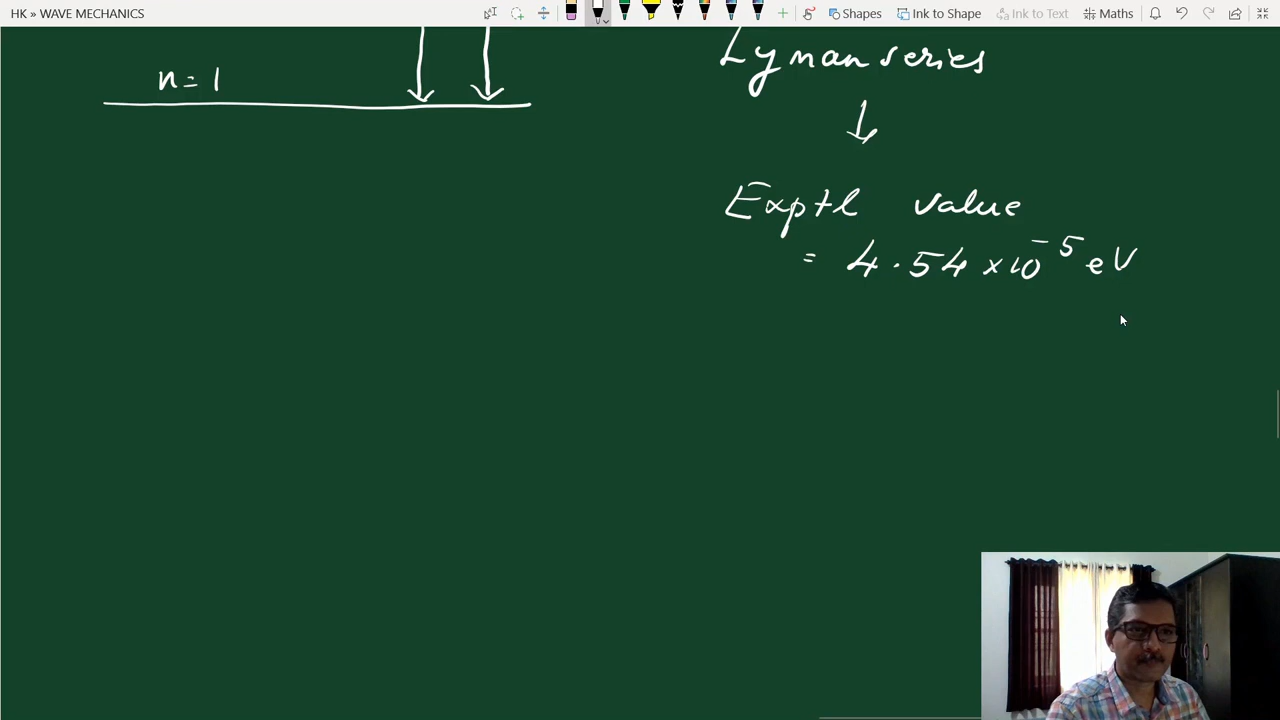 HK » WAVE MECHANICS
Shapes
Ink to Shape
Ink to Text
Maths
n = 1
Lyman series
↓
Exptl value
= 4.54 × 10⁻⁵ eV